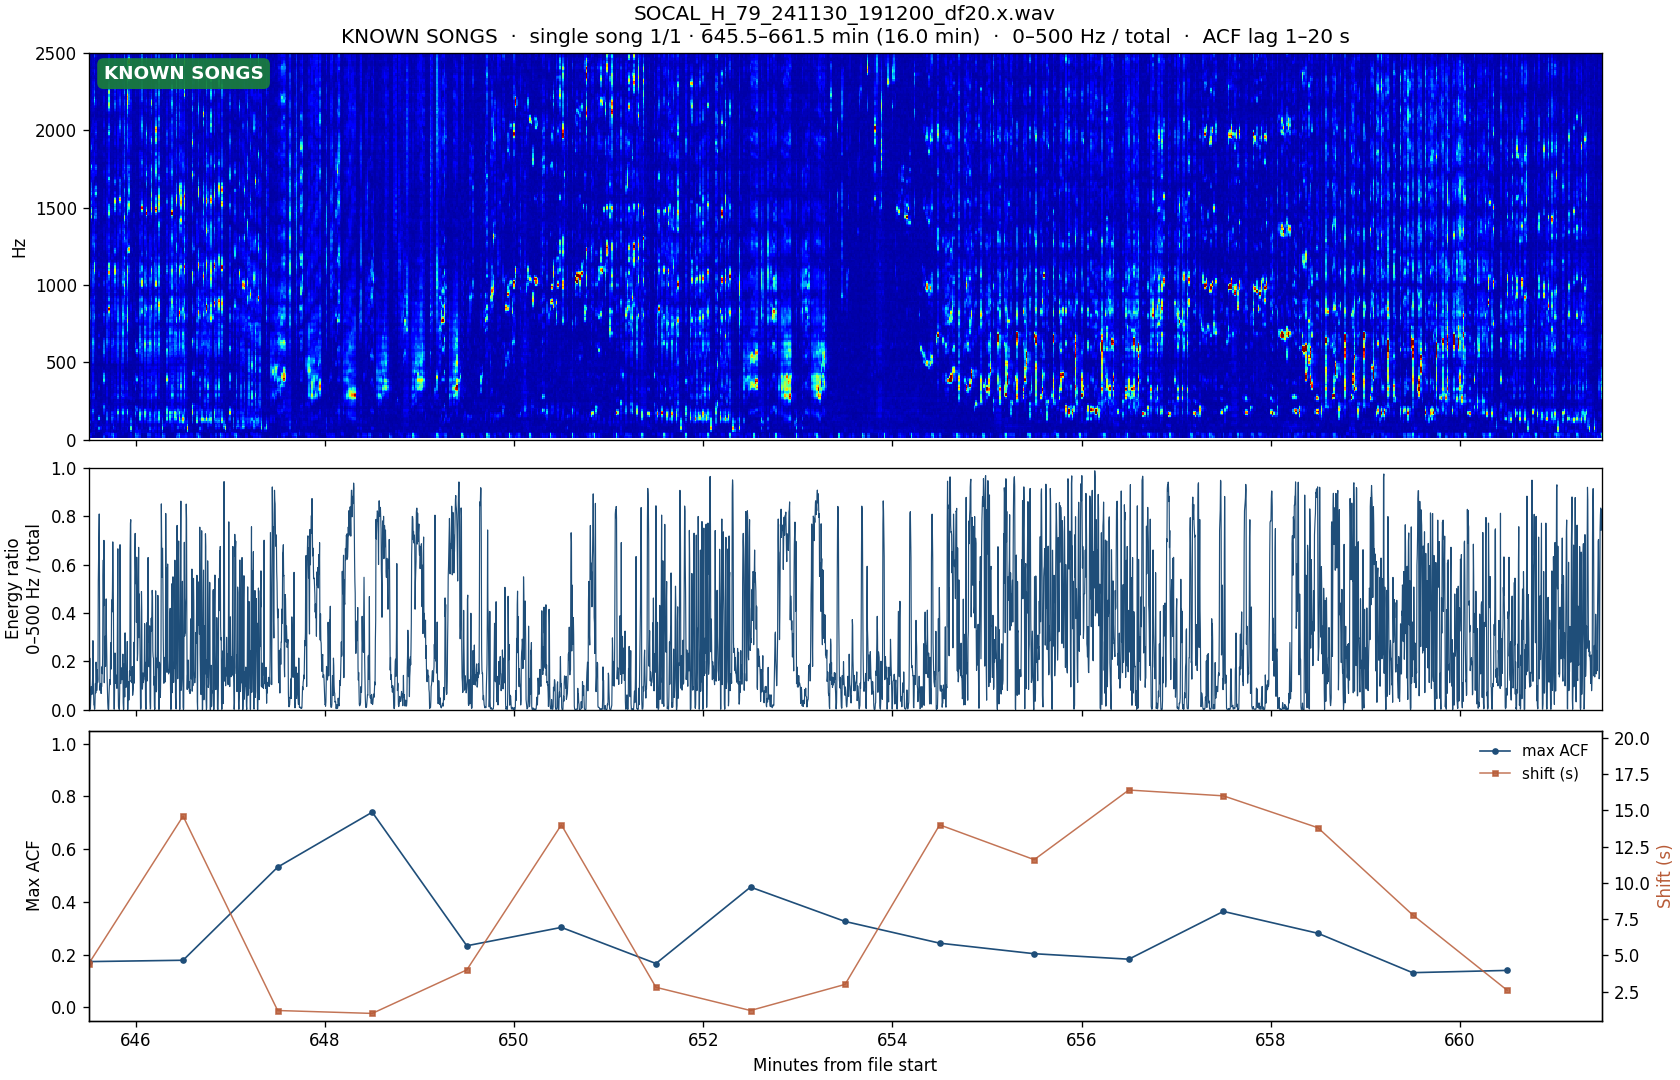 SOCAL_H_79_241130_191200_df20.x.wav
KNOWN SONGS · single song 1/1 · 645.5–661.5 min (16.0 min) · 0–500 Hz / total · ACF lag 1–20 s
KNOWN SONGS
2500
2000
1500
1000
500
0
Hz
1.0
0.8
0.6
0.4
0.2
0.0
Energy ratio
0–500 Hz / total
1.0
0.8
0.6
0.4
0.2
0.0
Max ACF
max ACF
shift (s)
20.0
17.5
15.0
12.5
10.0
7.5
5.0
2.5
Shift (s)
646 648 650 652 654 656 658 660
Minutes from file start